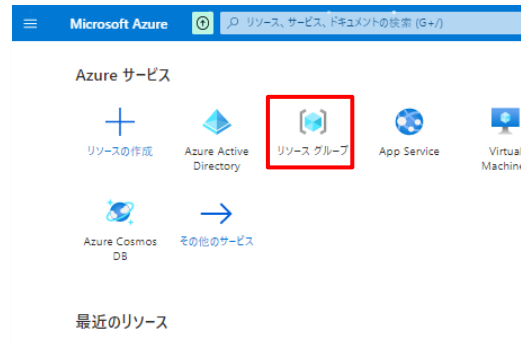 Microsoft Azure
リソース、サービス、ドキュメントの検索 (G+/)
Azure サービス
リソースの作成
Azure Active
Directory
リソース グループ
App Service
Virtual
Machine
Azure Cosmos
DB
その他のサービス
最近のリソース